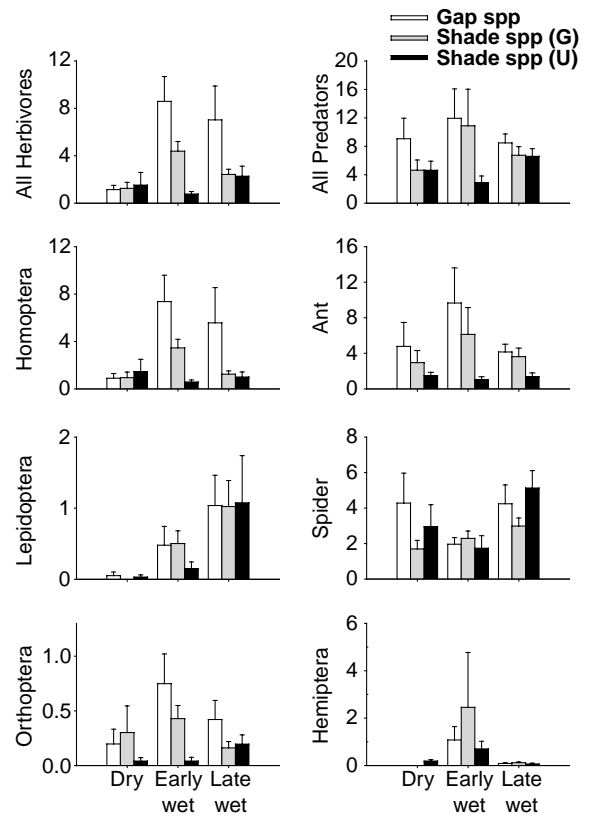 Gap spp
Shade spp (G)
Shade spp (U)
All Herbivores
12
8
4
0
All Predators
20
16
12
8
4
0
Homoptera
12
8
4
0
Ant
16
12
8
4
0
Lepidoptera
2
1
0
Spider
8
6
4
2
0
Orthoptera
1.0
0.5
0.0
Dry Early wet Late wet
Hemiptera
6
4
2
0
Dry Early wet Late wet